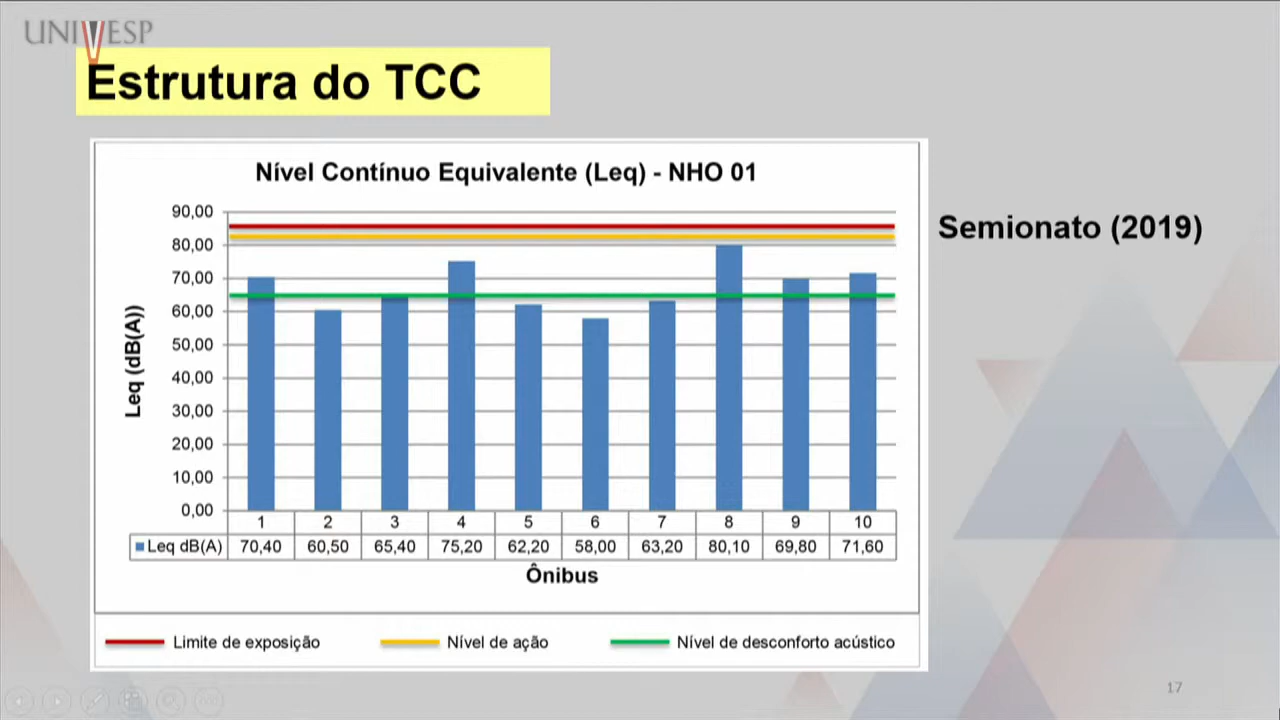 UNIVESP
Estrutura do TCC
Nível Contínuo Equivalente (Leq) - NHO 01
Semionato (2019)
90,00
80,00
70,00
60,00
50,00
40,00
30,00
20,00
10,00
0,00
Leq (dB(A))
1 2 3 4 5 6 7 8 9 10
Leq dB(A) 70,40 60,50 65,40 75,20 62,20 58,00 63,20 80,10 69,80 71,60
Ônibus
Limite de exposição Nível de ação Nível de desconforto acústico
17